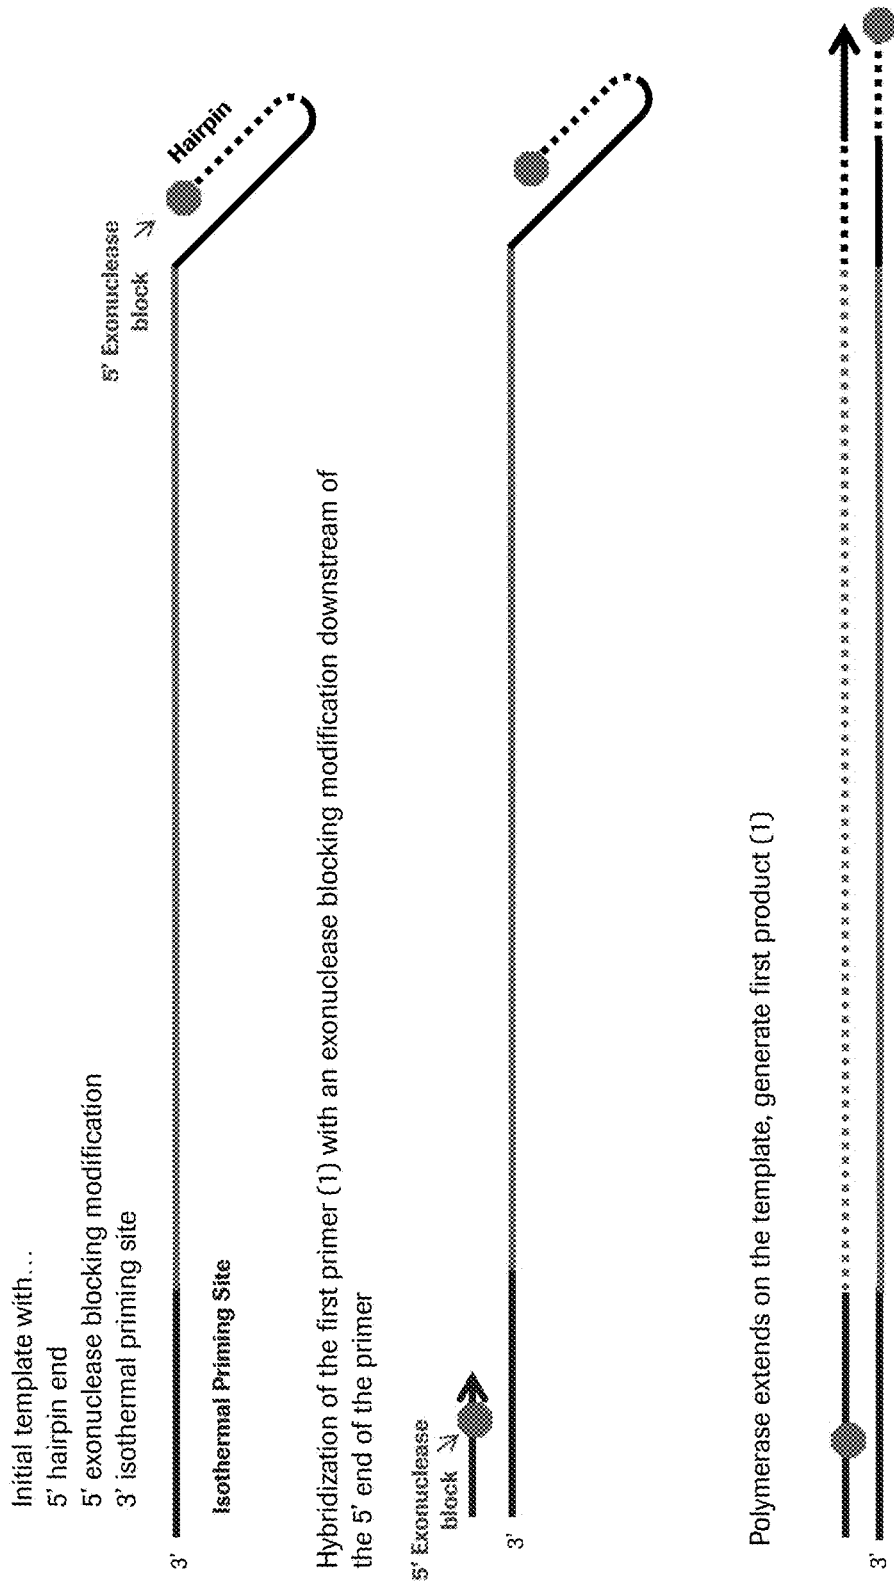 Initial template with...
5' hairpin end
5' exonuclease blocking modification
3' isothermal priming site
5' Exonuclease
block
Hairpin
3'
Isothermal Priming Site
Hybridization of the first primer (1) with an exonuclease blocking modification downstream of
the 5' end of the primer
5' Exonuclease
block
3'
Polymerase extends on the template, generate first product (1)
3'